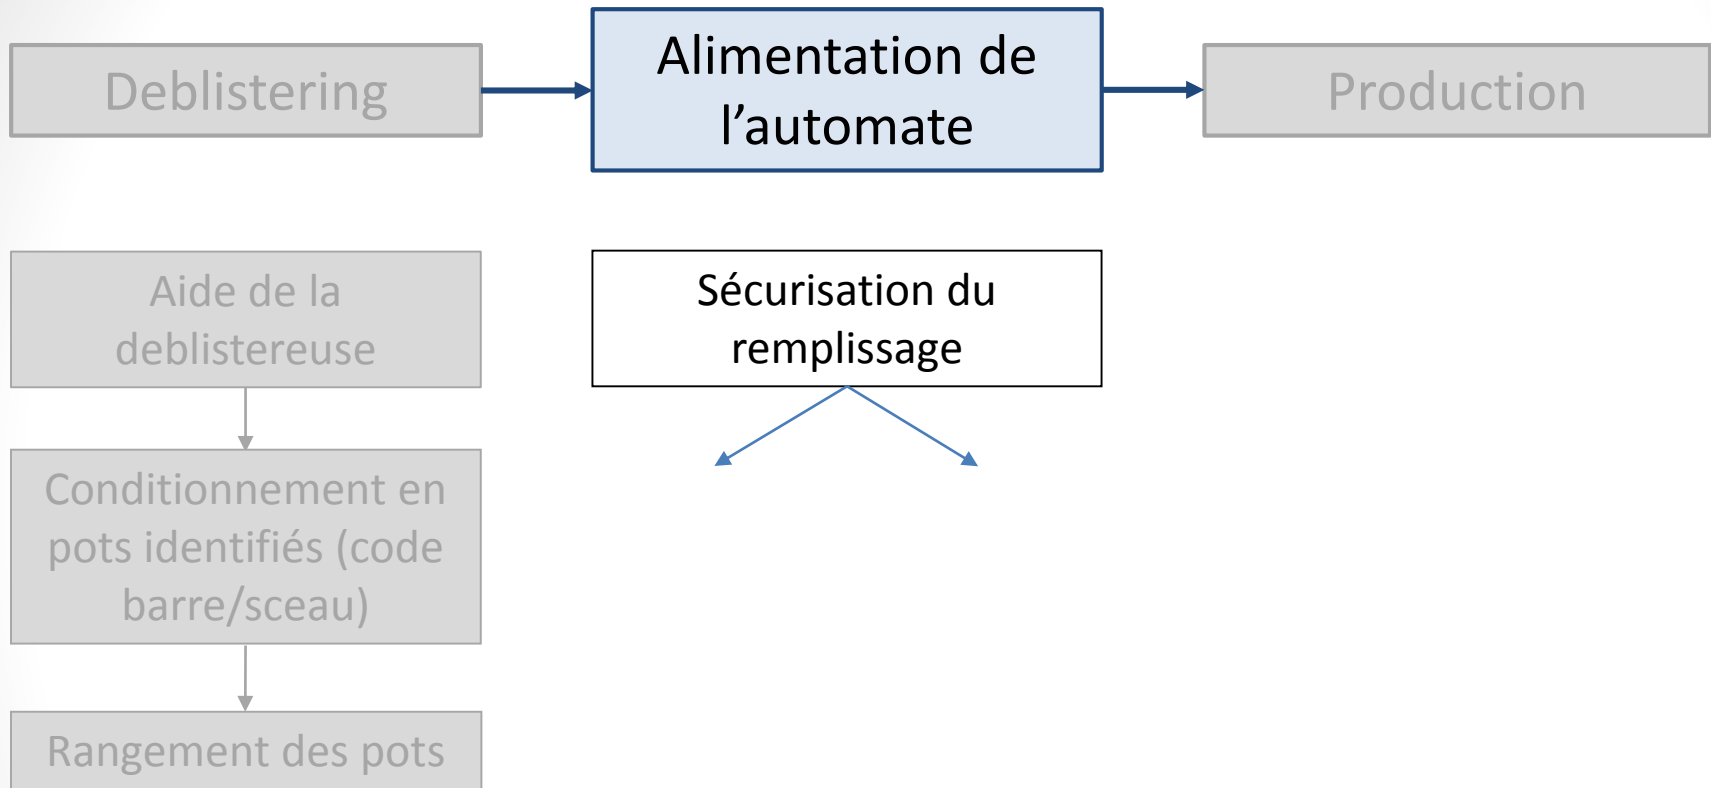 Deblistering
Alimentation de
l’automate
Production
Aide de la
deblistereuse
Sécurisation du
remplissage
Conditionnement en
pots identifiés (code
barre/sceau)
Rangement des pots